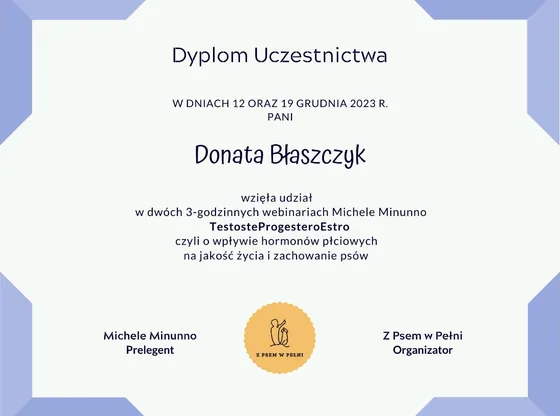 Dyplom Uczestnictwa
W DNIACH 12 ORAZ 19 GRUDNIA 2023 R.
PANI
Donata Błaszczyk
wzięła udział
w dwóch 3-godzinnych webinariach Michele Minunno
TestosteProgesteroEstro
czyli o wpływie hormonów płciowych
na jakość życia i zachowanie psów
Michele Minunno
Prelegent
Z PSEM W PEŁNI
Z Psem w Pełni
Organizator